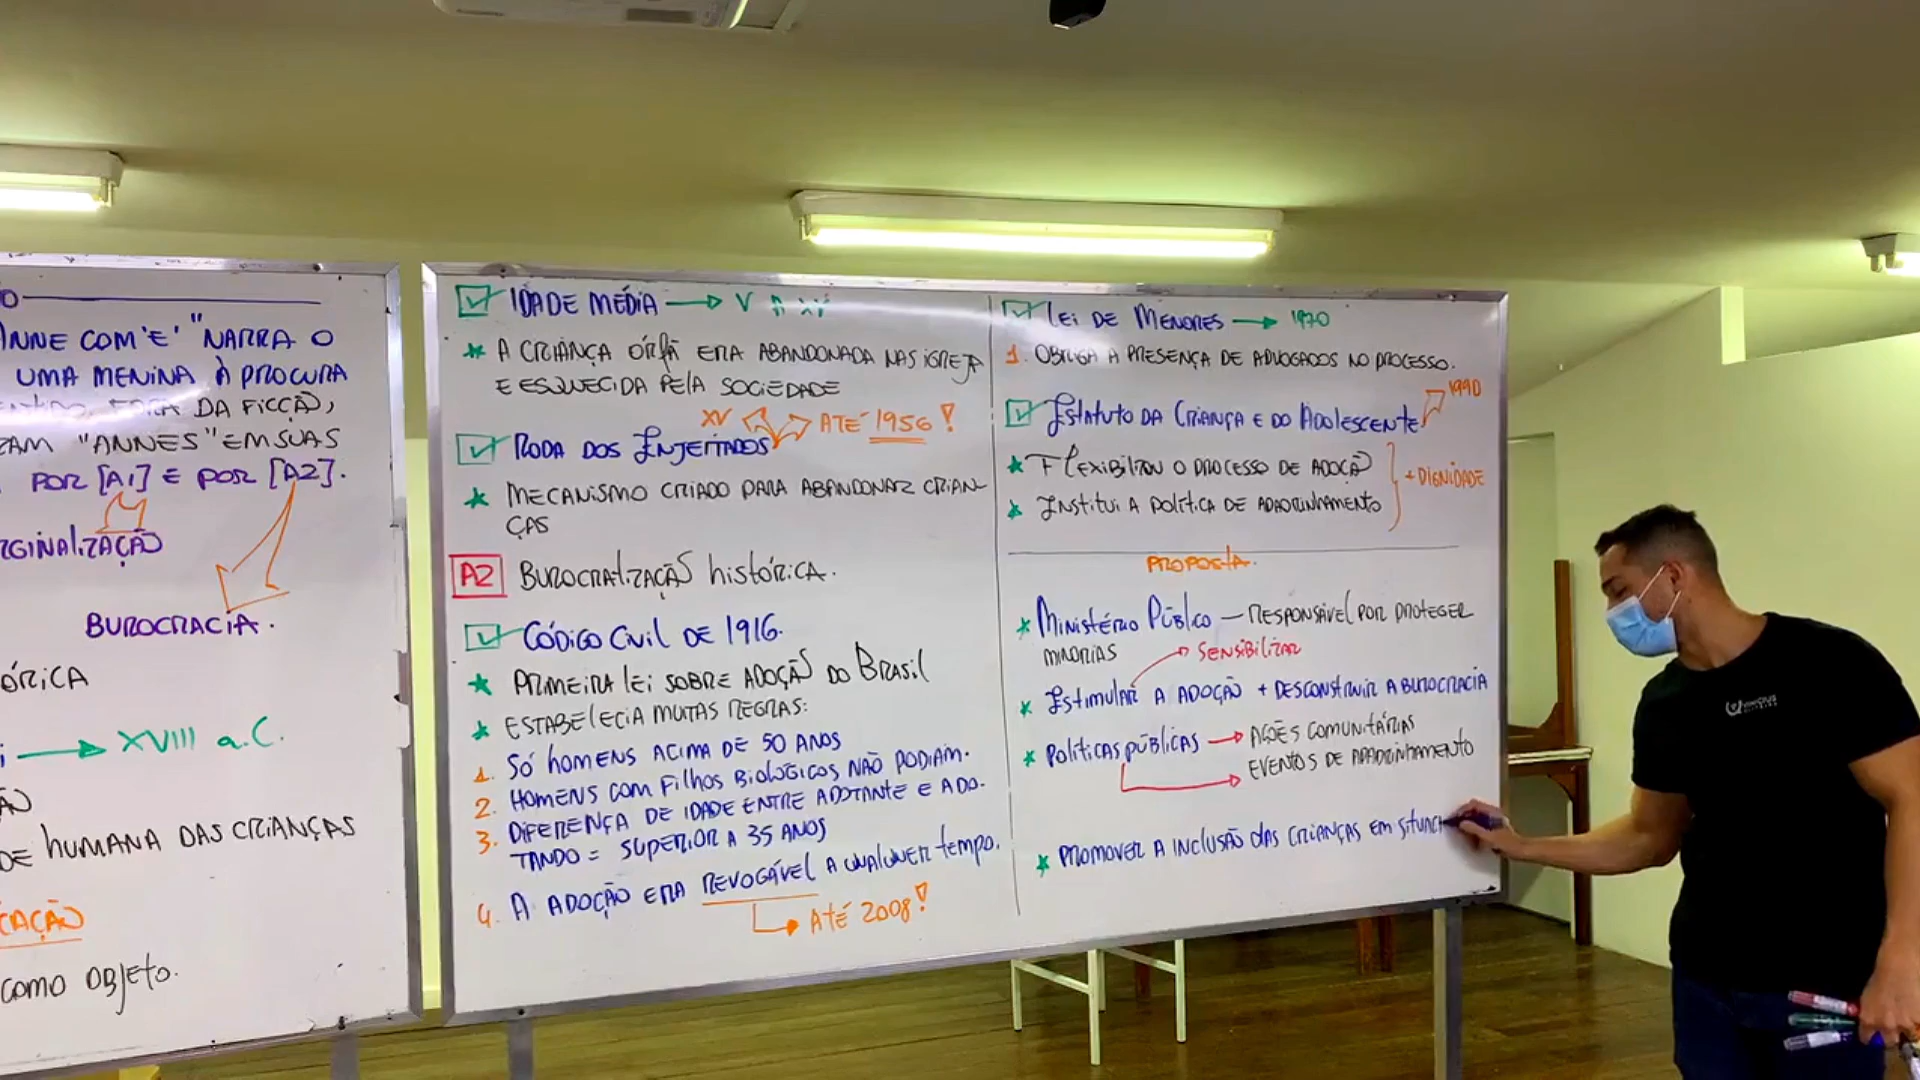 ANNE COM 'E' "NARRA O
UMA MENINA À PROCURA
FORA DA FICÇÃO,
"ANNES" EM SUAS
POR [A1] E POR [A2].
BUROCRACIA.
XVIII a.C.
HUMANA DAS CRIANÇAS
COMO OBJETO.
IDADE MÉDIA → V
* A CRIANÇA ÓRFÃ ERA ABANDONADA NAS IGREJA
E ESQUECIDA PELA SOCIEDADE
XV ATÉ 1956!
RODA DOS ENJEITADOS
* MECANISMO CRIADO PARA ABANDONAR CRIAN-
ÇAS
A2 BUROCRATIZAÇÃO HISTÓRICA.
CÓDIGO CIVIL DE 1916.
* PRIMEIRA LEI SOBRE ADOÇÃO DO BRASIL
* ESTABELECIA MUITAS REGRAS:
1. SÓ HOMENS ACIMA DE 50 ANOS
2. HOMENS COM FILHOS BIOLÓGICOS NÃO PODIAM.
3. DIFERENÇA DE IDADE ENTRE ADOTANTE E ADO-
TANDO = SUPERIOR A 35 ANOS
4. A ADOÇÃO ERA REVOGÁVEL A QUALQUER TEMPO.
→ ATÉ 2008!
LEI DE MENORES → 1970
1. OBRIGA A PRESENÇA DE ADVOGADOS NO PROCESSO.
1990
ESTATUTO DA CRIANÇA E DO ADOLESCENTE
* FLEXIBILIZOU O PROCESSO DE ADOÇÃO
+ DIGNIDADE
* INSTITUI A POLÍTICA DE APADRINHAMENTO
PROPOSTA.
* MINISTÉRIO PÚBLICO — RESPONSÁVEL POR PROTEGER
MINORIAS
→ SENSIBILIZAR
* ESTIMULAR A ADOÇÃO + DESCONSTRUIR A BUROCRACIA
* POLÍTICAS PÚBLICAS → AÇÕES COMUNITÁRIAS
→ EVENTOS DE APADRINHAMENTO
* PROMOVER A INCLUSÃO DAS CRIANÇAS EM